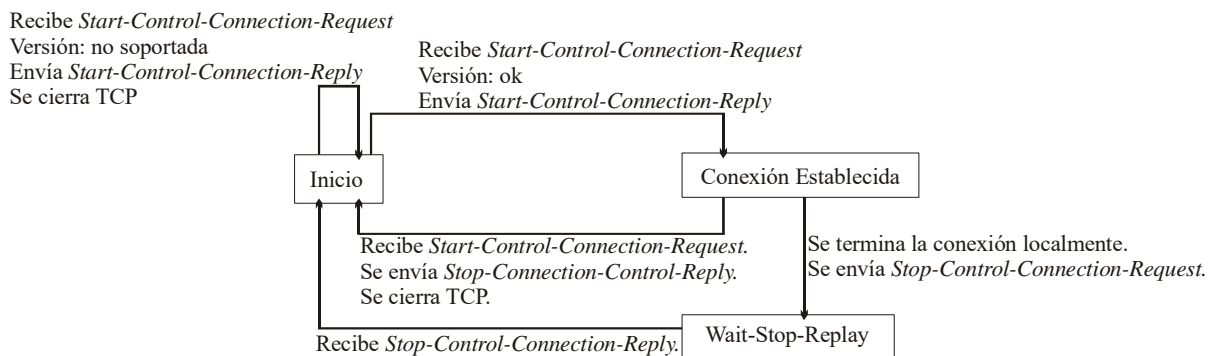 Recibe Start-Control-Connection-Request
Versión: no soportada
Envía Start-Control-Connection-Reply
Se cierra TCP
Recibe Start-Control-Connection-Request
Versión: ok
Envía Start-Control-Connection-Reply
Inicio
Conexión Establecida
Recibe Start-Control-Connection-Request.
Se envía Stop-Connection-Control-Reply.
Se cierra TCP.
Se termina la conexión localmente.
Se envía Stop-Control-Connection-Request.
Recibe Stop-Control-Connection-Reply.
Wait-Stop-Replay